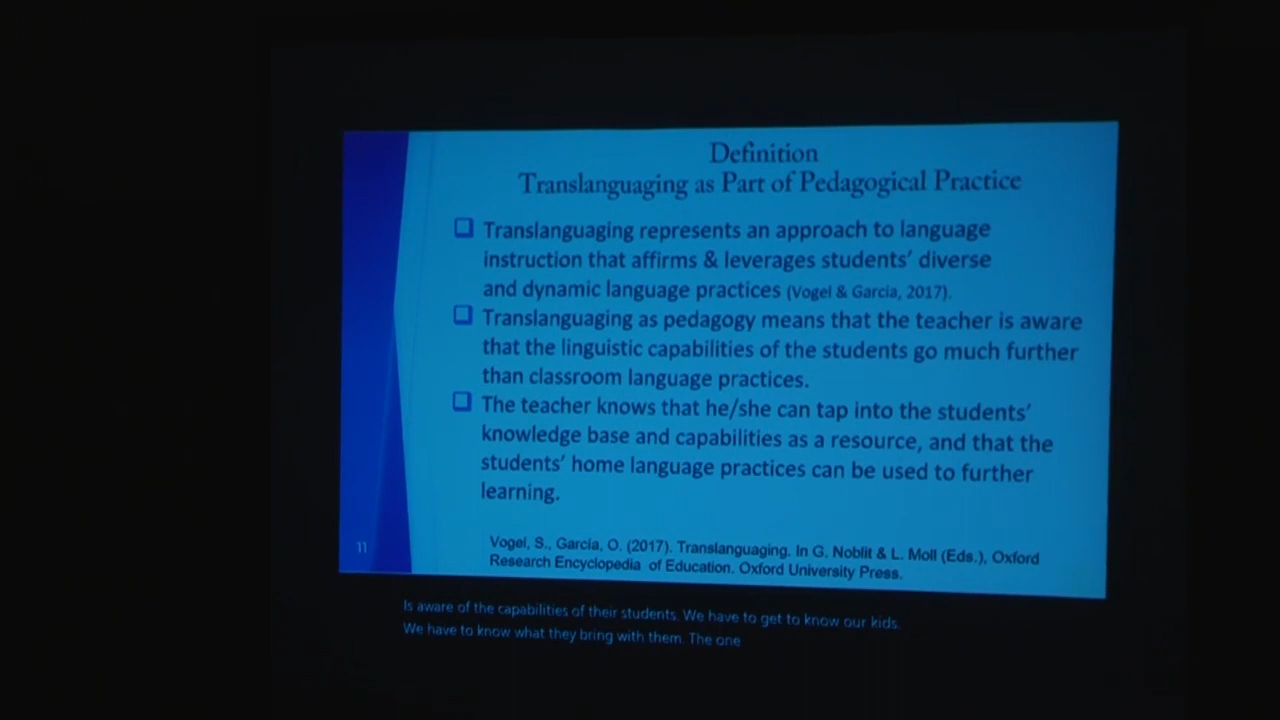 Definition
Translanguaging as Part of Pedagogical Practice
Translanguaging represents an approach to language
instruction that affirms & leverages students' diverse
and dynamic language practices (Vogel & Garcia, 2017).
Translanguaging as pedagogy means that the teacher is aware
that the linguistic capabilities of the students go much further
than classroom language practices.
The teacher knows that he/she can tap into the students'
knowledge base and capabilities as a resource, and that the
students' home language practices can be used to further
learning.
Vogel, S., Garcia, O. (2017). Translanguaging. In G. Noblit & L. Moll (Eds.), Oxford
Research Encyclopedia of Education. Oxford University Press.
11
Is aware of the capabilities of their students. We have to get to know our kids.
We have to know what they bring with them. The one